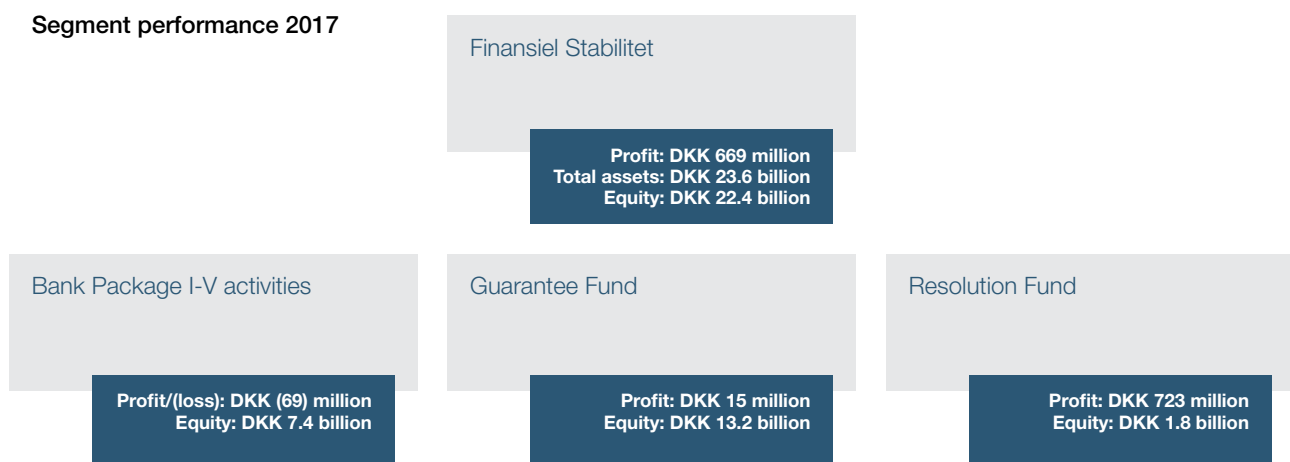 Segment performance 2017
Finansiel Stabilitet
Profit: DKK 669 million
Total assets: DKK 23.6 billion
Equity: DKK 22.4 billion
Bank Package I-V activities
Profit/(loss): DKK (69) million
Equity: DKK 7.4 billion
Guarantee Fund
Profit: DKK 15 million
Equity: DKK 13.2 billion
Resolution Fund
Profit: DKK 723 million
Equity: DKK 1.8 billion